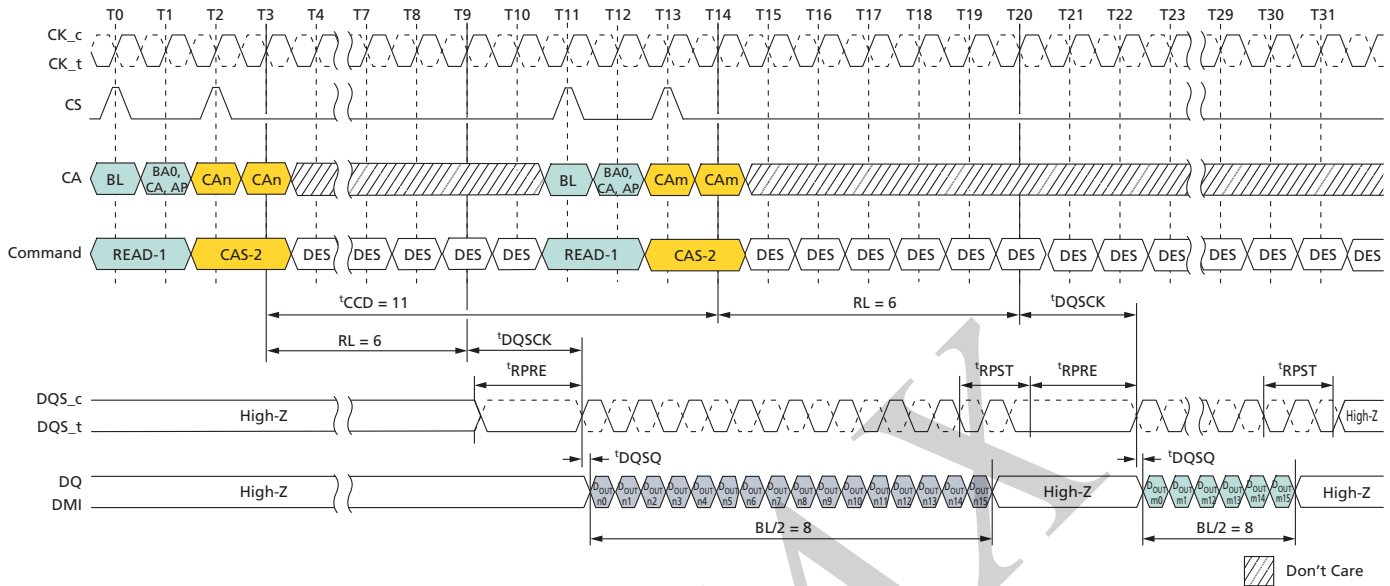 T0 T1 T2 T3 T4 T7 T8 T9 T10 T11 T12 T13 T14 T15 T16 T17 T18 T19 T20 T21 T22 T23 T29 T30 T31
CK_c
CK_t
CS
CA BL BA0, CA, AP CAn CAn BL BA0, CA, AP CAm CAm
Command READ-1 CAS-2 DES DES DES DES DES READ-1 CAS-2 DES DES DES DES DES DES DES DES DES DES DES DES DES
tCCD = 11 RL = 6 tDQSCK
RL = 6 tDQSCK
tRPRE tRPST tRPRE tRPST
DQS_c
DQS_t
High-Z High-Z
tDQSQ tDQSQ
DQ
DMI
High-Z DOUT n0 DOUT n1 DOUT n2 DOUT n3 DOUT n4 DOUT n5 DOUT n6 DOUT n7 DOUT n8 DOUT n9 DOUT n10 DOUT n11 DOUT n12 DOUT n13 DOUT n14 DOUT n15 High-Z DOUT m0 DOUT m1 DOUT m12 DOUT m13 DOUT m14 DOUT m15 High-Z
BL/2 = 8 BL/2 = 8
Don't Care